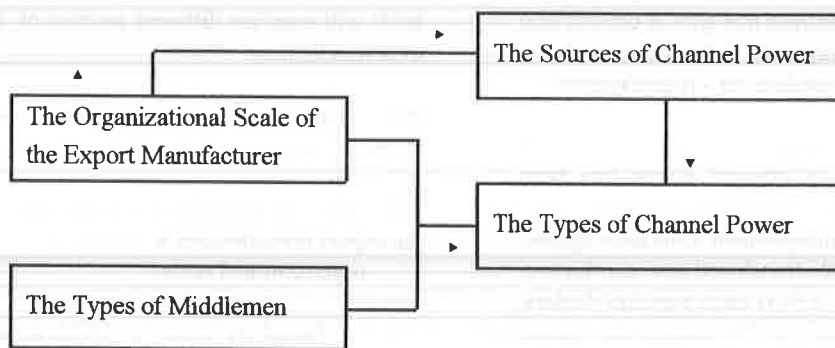 The Sources of Channel Power
The Organizational Scale of
the Export Manufacturer
The Types of Channel Power
The Types of Middlemen